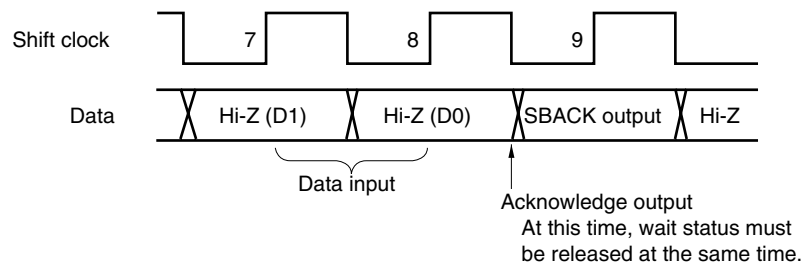 Shift clock 7 8 9
Data Hi-Z (D1) Hi-Z (D0) SBACK output Hi-Z
Data input
Acknowledge output
At this time, wait status must
be released at the same time.